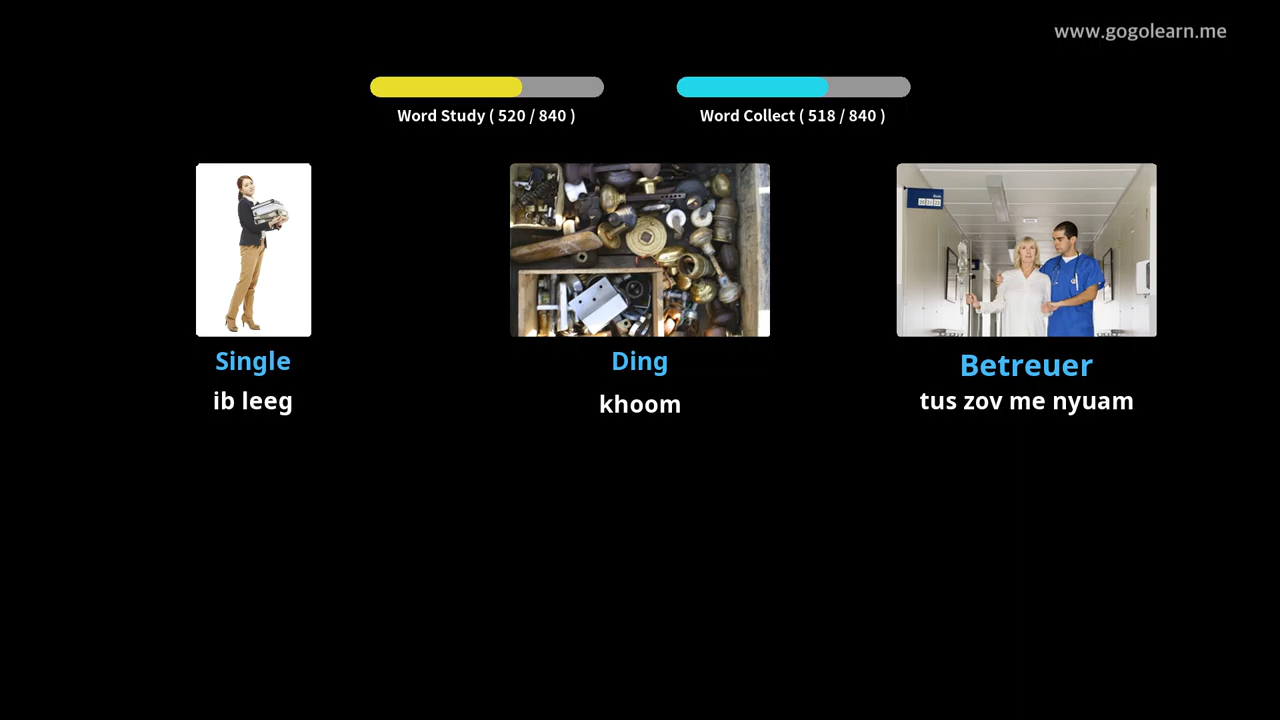 www.gogolearn.me
Word Study ( 520 / 840 )
Word Collect ( 518 / 840 )
Single
Ding
Betreuer
ib leeg
khoom
tus zov me nyuam